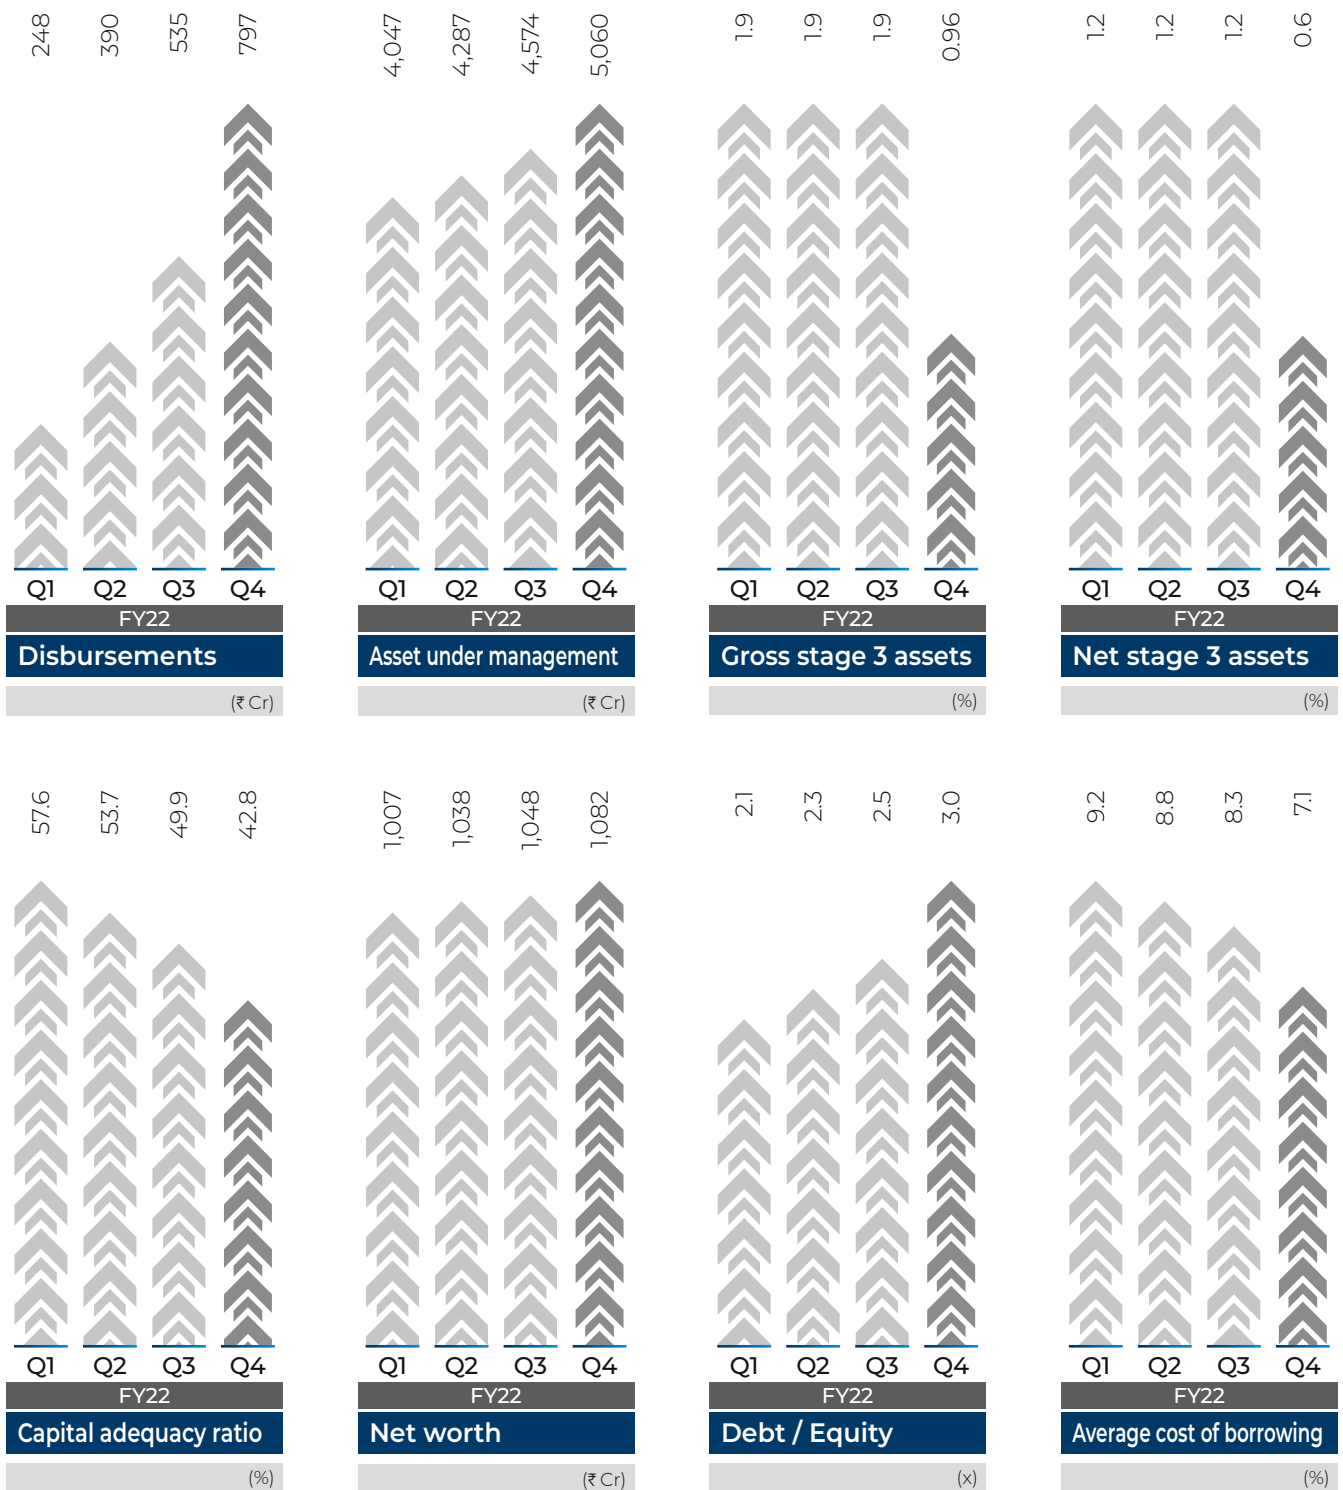 248 390 535 797
Q1 Q2 Q3 Q4
FY22
Disbursements
(₹ Cr)
4,047 4,287 4,574 5,060
Q1 Q2 Q3 Q4
FY22
Asset under management
(₹ Cr)
1.9 1.9 1.9 0.96
Q1 Q2 Q3 Q4
FY22
Gross stage 3 assets
(%)
1.2 1.2 1.2 0.6
Q1 Q2 Q3 Q4
FY22
Net stage 3 assets
(%)
57.6 53.7 49.9 42.8
Q1 Q2 Q3 Q4
FY22
Capital adequacy ratio
(%)
1,007 1,038 1,048 1,082
Q1 Q2 Q3 Q4
FY22
Net worth
(₹ Cr)
2.1 2.3 2.5 3.0
Q1 Q2 Q3 Q4
FY22
Debt / Equity
(x)
9.2 8.8 8.3 7.1
Q1 Q2 Q3 Q4
FY22
Average cost of borrowing
(%)